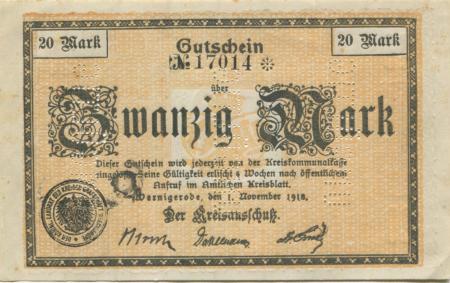 20 Mark
Gutschein
20 Mark
№ 17014 *
über
Zwanzig Mark
Dieser Gutschein wird jederzeit von der Kreiskommunalkasse
eingelöst. Seine Gültigkeit erlischt 4 Wochen nach öffentlichem
Aufruf im Amtlichen Kreisblatt.
Wernigerode, den 1. November 1918.
Der Kreisausschuß.